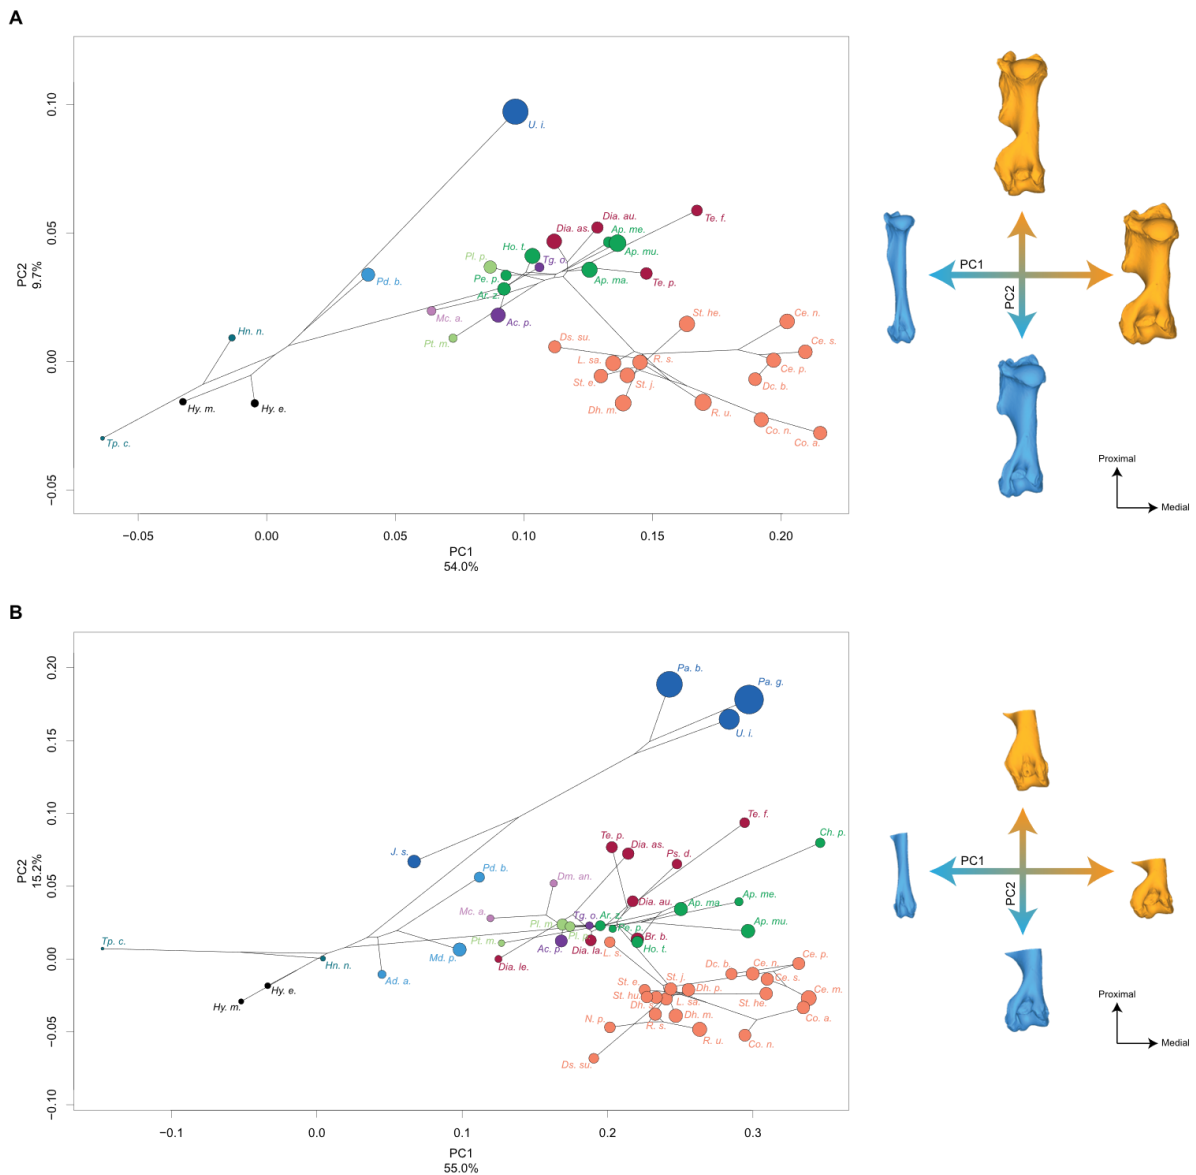 A
0.10
0.05
0.00
−0.05
PC2
9.7%
U. i.
Pd. b.
Hn. n.
Hy. m.
Hy. e.
Tp. c.
Dia. au.
Dia. as.
Te. f.
Ap. me.
Ap. mu.
Ho. t.
Tg. o.
Pl. p.
Pe. p.
Ap. ma.
Te. p.
Ar. z.
Mc. a.
Ac. p.
Pt. m.
St. he.
Ce. n.
Ds. su.
L. sa.
R. s.
Ce. s.
Ce. p.
St. e.
St. j.
Dc. b.
Dh. m.
R. u.
Co. n.
Co. a.
−0.05
0.00
0.05
0.10
0.15
0.20
PC1
54.0%
PC1
PC2
Proximal
Medial
B
0.20
0.15
0.10
0.05
0.00
−0.05
−0.10
PC2
15.2%
Pa. b.
Pa. g.
U. i.
J. s.
Pd. b.
Te. p.
Dia. as.
Ps. d.
Te. f.
Ch. p.
Dm. an.
Mc. a.
Dia. au.
Ap. ma.
Ap. me.
Tg. o.
Ar. z.
Pl. m.
Pl. p.
Pe. p.
Ap. mu.
Pt. m.
Ac. p.
Dia. la.
Br. b.
Ho. t.
L. s.
Tp. c.
Hn. n.
Md. p.
Dia. le.
Ad. a.
Hy. e.
Hy. m.
St. e.
St. j.
Dc. b.
Ce. n.
Ce. p.
Ce. s.
St. hu.
Dh. p.
Dh. s.
L. sa.
St. he.
Ce. m.
Co. a.
N. p.
R. s.
Dh. m.
R. u.
Co. n.
Ds. su.
−0.1
0.0
0.1
0.2
0.3
PC1
55.0%
PC1
PC2
Proximal
Medial